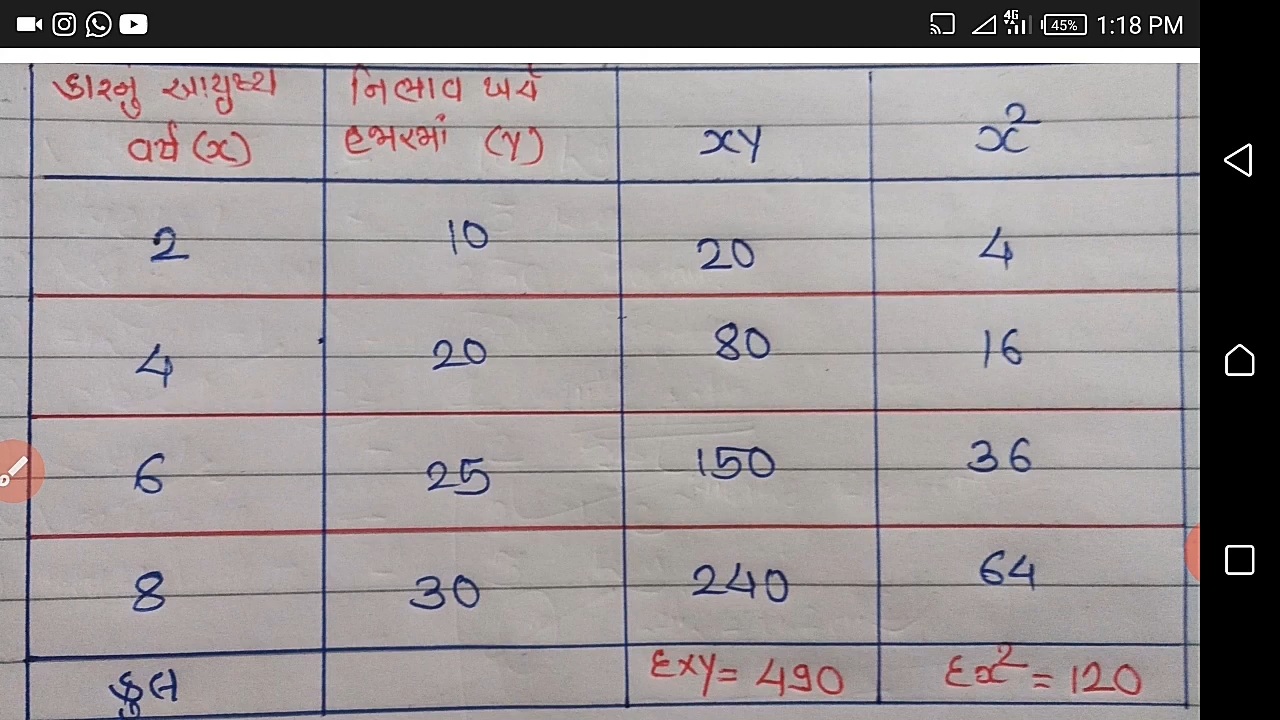 4G
45% 1:18 PM
કારનું આયુષ્ય
વર્ષ (x)
નિભાવ ખર્ચ
હજારમાં (y)
xy
x²
2 10 20 4
4 20 80 16
6 25 150 36
8 30 240 64
કુલ Σxy = 490 Σx² = 120